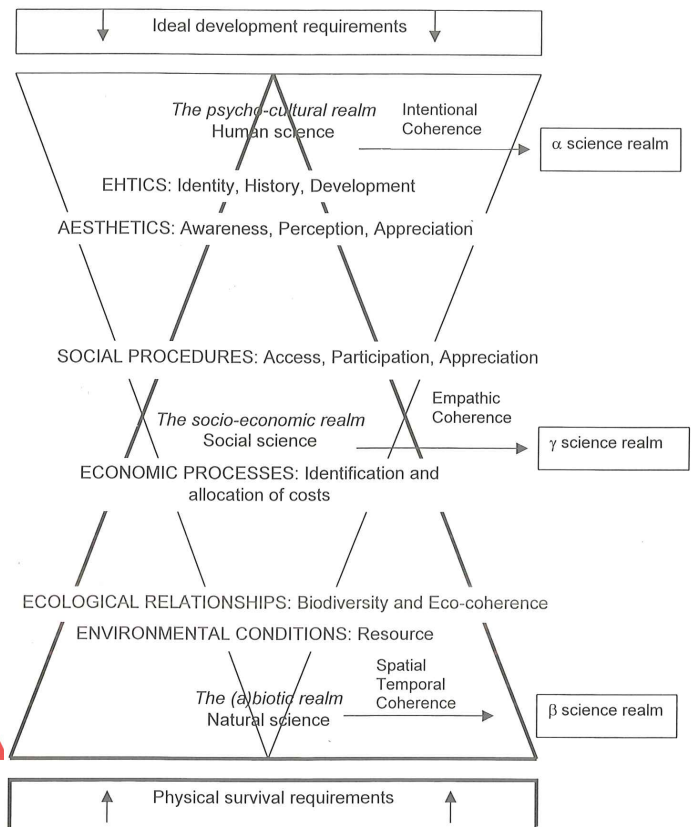 Ideal development requirements
The psycho-cultural realm
Human science
Intentional
Coherence
α science realm
EHTICS: Identity, History, Development
AESTHETICS: Awareness, Perception, Appreciation
SOCIAL PROCEDURES: Access, Participation, Appreciation
Empathic
Coherence
The socio-economic realm
Social science
γ science realm
ECONOMIC PROCESSES: Identification and
allocation of costs
ECOLOGICAL RELATIONSHIPS: Biodiversity and Eco-coherence
ENVIRONMENTAL CONDITIONS: Resource
Spatial
Temporal
Coherence
The (a)biotic realm
Natural science
β science realm
Physical survival requirements